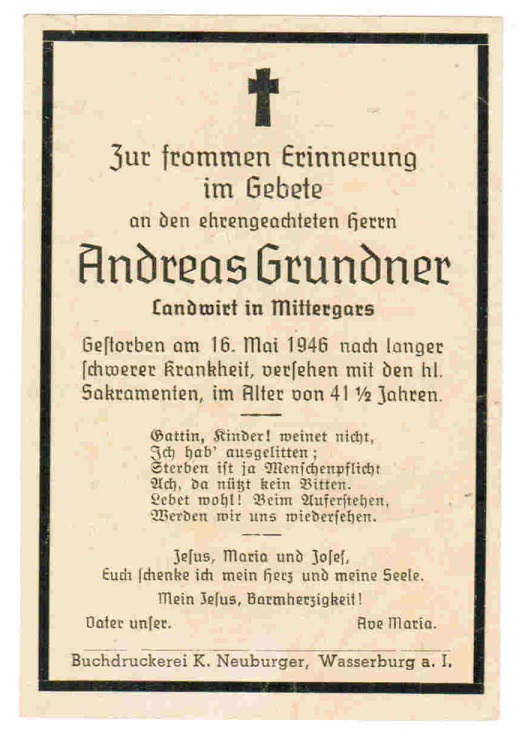 Zur frommen Erinnerung
im Gebete
an den ehrengeachteten Herrn
Andreas Grundner
Landwirt in Mittergars
Gestorben am 16. Mai 1946 nach langer
schwerer Krankheit, versehen mit den hl.
Sakramenten, im Alter von 41 ½ Jahren.
Gattin, Kinder! weinet nicht,
Ich hab' ausgelitten;
Sterben ist ja Menschenpflicht
Ach, da nützt kein Bitten.
Lebet wohl! Beim Auferstehen,
Werden wir uns wiedersehen.
Jesus, Maria und Josef,
Euch schenke ich mein Herz und meine Seele.
Mein Jesus, Barmherzigkeit!
Vater unser. Ave Maria.
Buchdruckerei K. Neuburger, Wasserburg a. I.